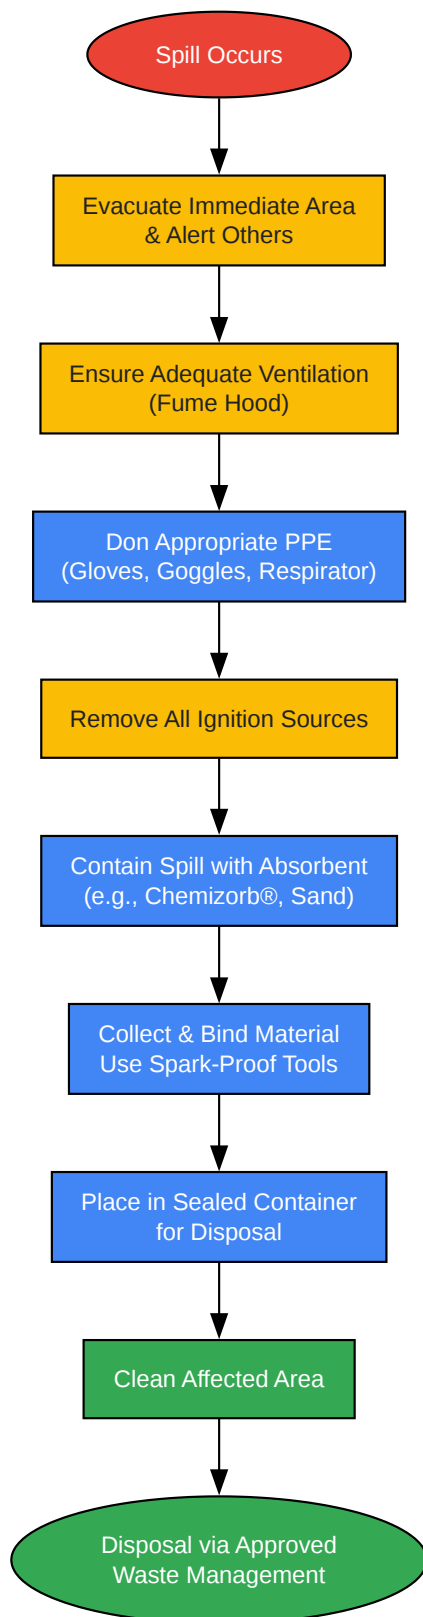 Spill Occurs
Evacuate Immediate Area
& Alert Others
Ensure Adequate Ventilation
(Fume Hood)
Don Appropriate PPE
(Gloves, Goggles, Respirator)
Remove All Ignition Sources
Contain Spill with Absorbent
(e.g., Chemizorb®, Sand)
Collect & Bind Material
Use Spark-Proof Tools
Place in Sealed Container
for Disposal
Clean Affected Area
Disposal via Approved
Waste Management